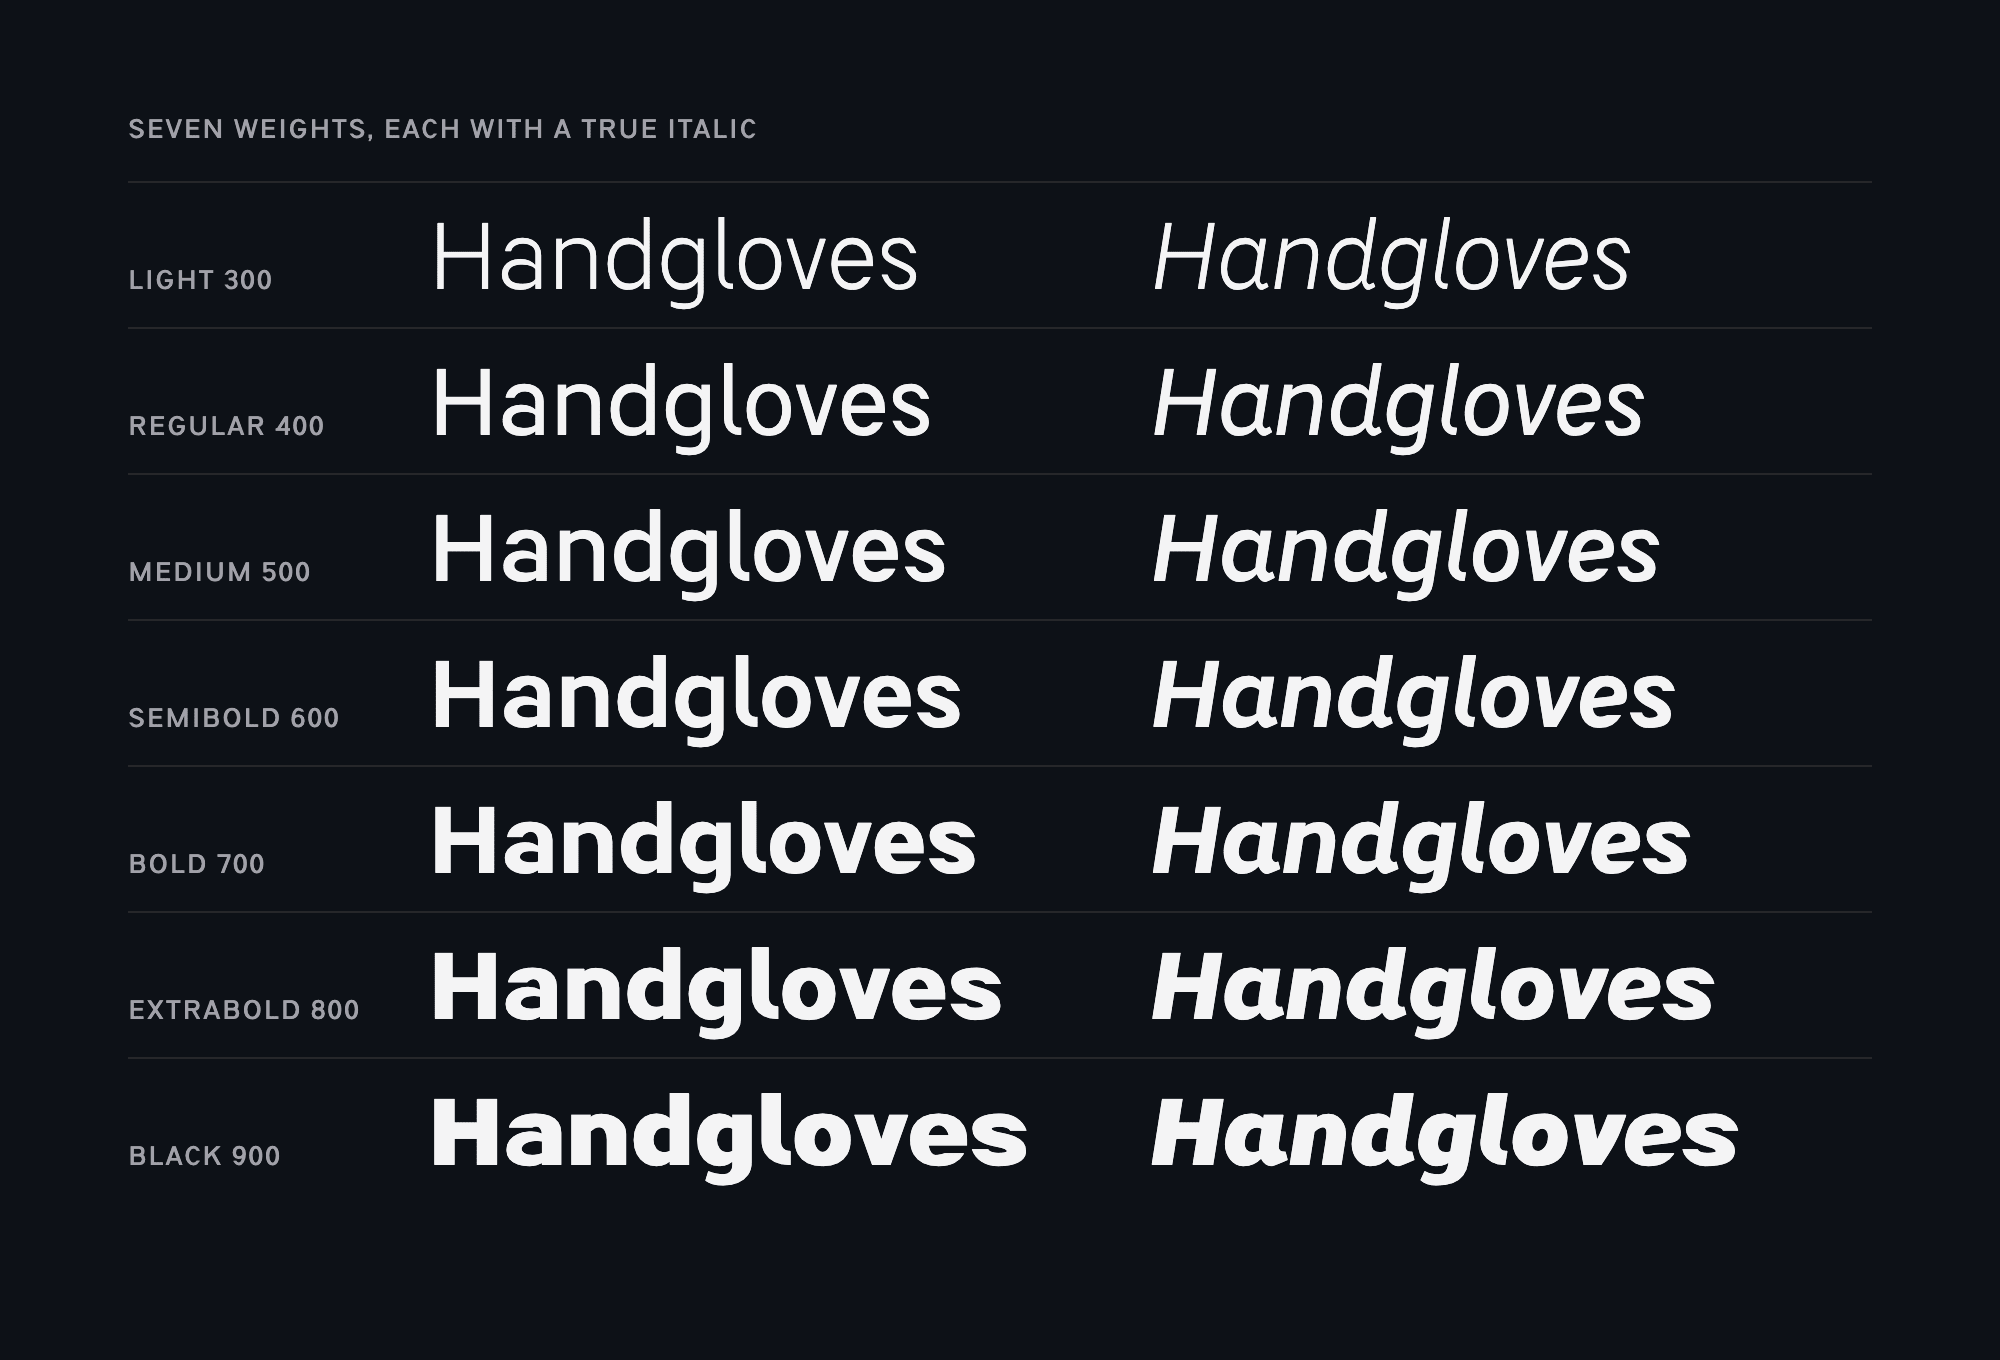 SEVEN WEIGHTS, EACH WITH A TRUE ITALIC
LIGHT 300 Handgloves Handgloves
REGULAR 400 Handgloves Handgloves
MEDIUM 500 Handgloves Handgloves
SEMIBOLD 600 Handgloves Handgloves
BOLD 700 Handgloves Handgloves
EXTRABOLD 800 Handgloves Handgloves
BLACK 900 Handgloves Handgloves